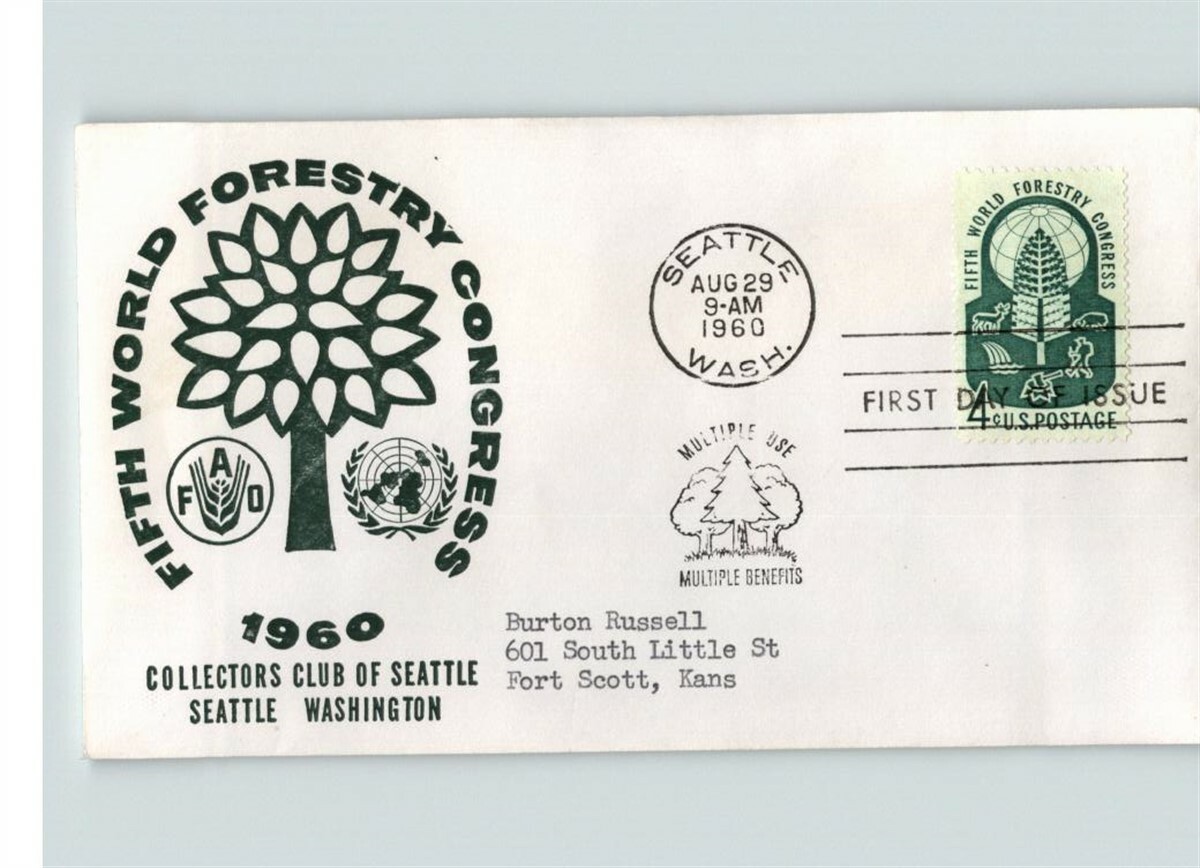 FIFTH WORLD FORESTRY CONGRESS
FAO
1960
COLLECTORS CLUB OF SEATTLE
SEATTLE WASHINGTON
SEATTLE
AUG 29
9-AM
1960
WASH.
MULTIPLE USE
MULTIPLE BENEFITS
Burton Russell
601 South Little St
Fort Scott, Kans
FIFTH WORLD FORESTRY CONGRESS
FIRST DAY OF ISSUE
4¢ U.S. POSTAGE